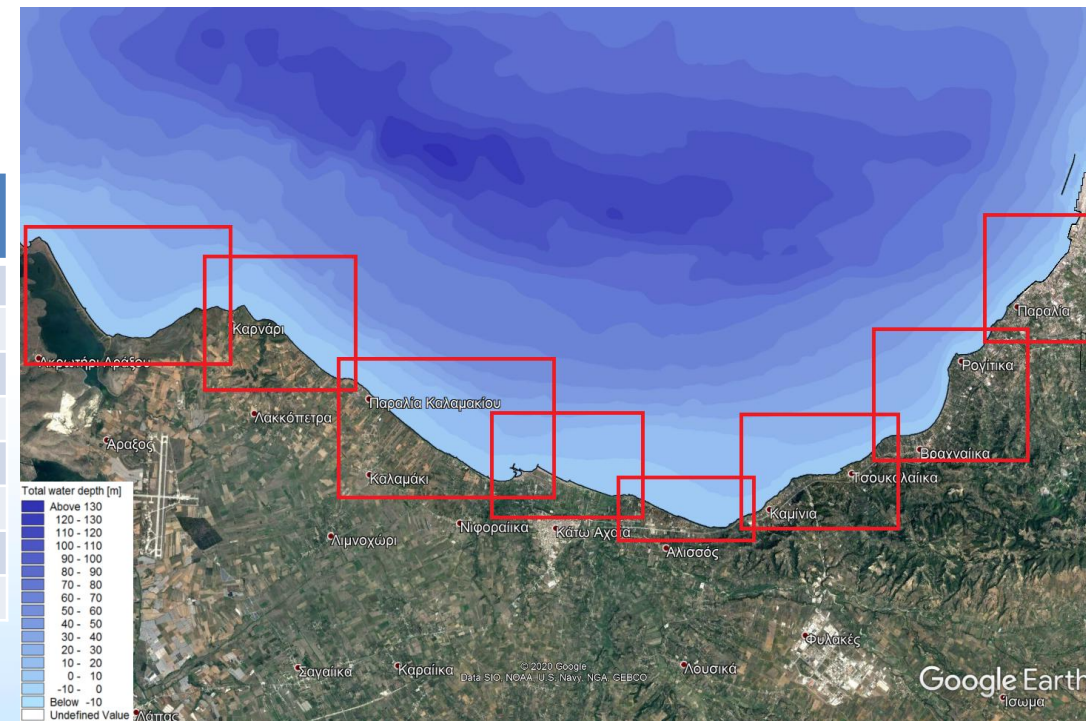 Παραλία
Καρνάρι
Ακρωτήρι Αράξου
Ρογίτικα
Παραλία Καλαμακίου
Λακκόπετρα
Άραξος
Βραχναίικα
Καλαμάκι
Τσουκαλαίικα
Καμίνια
Νιφοραίικα
Κάτω Αχαΐα
Λιμνοχώρι
Αλισσός
Φυλακές
Σαγαίικα
Καραίικα
Λουσικά
Ίσωμα
Λάππας
Total water depth [m]
Above 130
120 - 130
110 - 120
100 - 110
90 - 100
80 - 90
70 - 80
60 - 70
50 - 60
40 - 50
30 - 40
20 - 30
10 - 20
0 - 10
-10 - 0
Below -10
Undefined Value
© 2020 Google
Data SIO, NOAA, U.S. Navy, NGA, GEBCO
Google Earth